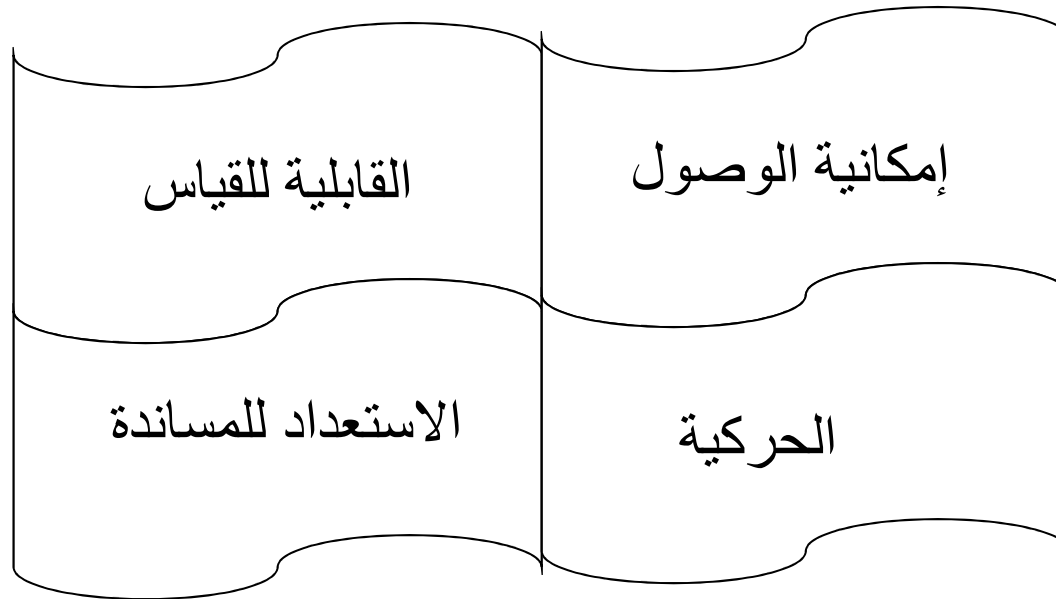 إمكانية الوصول
القابلية للقياس
الحركية
الاستعداد للمساندة